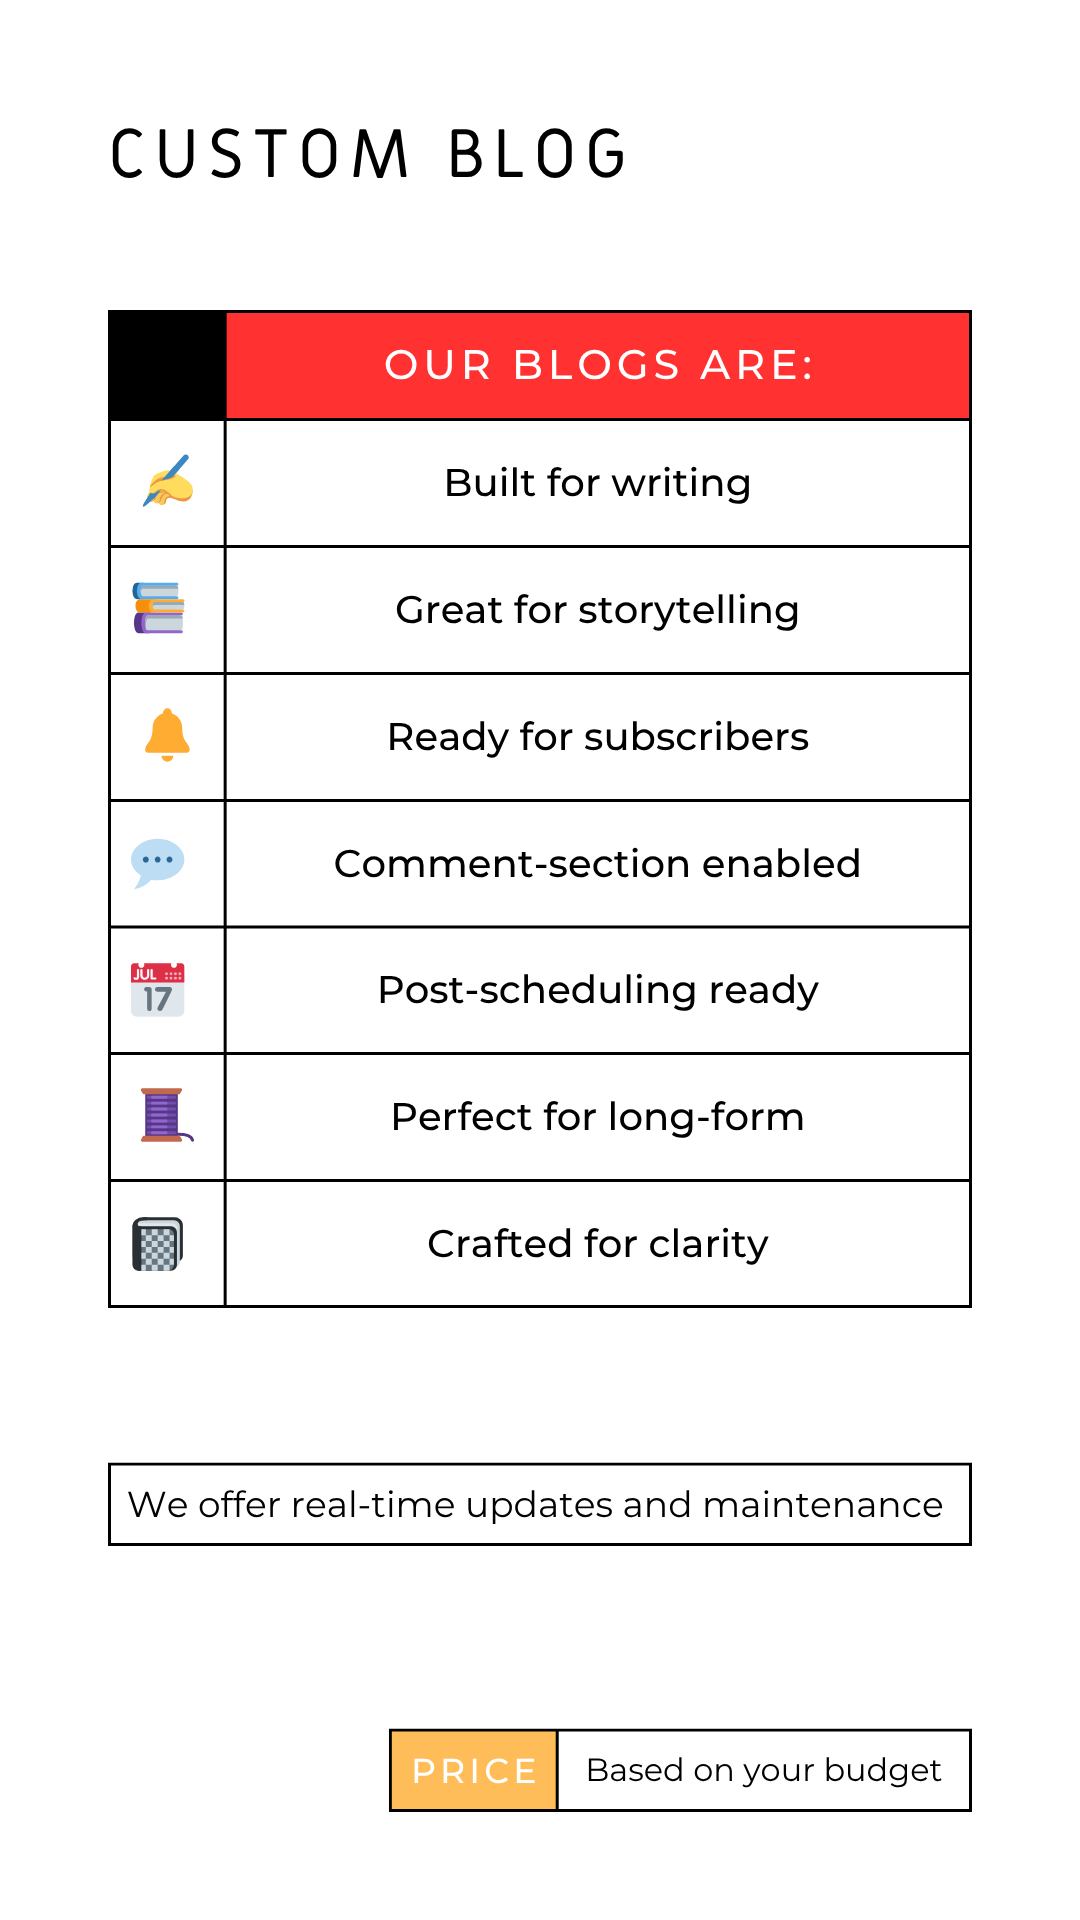 CUSTOM BLOG
OUR BLOGS ARE:
Built for writing
Great for storytelling
Ready for subscribers
Comment-section enabled
JUL
17
Post-scheduling ready
Perfect for long-form
Crafted for clarity
We offer real-time updates and maintenance
PRICE
Based on your budget